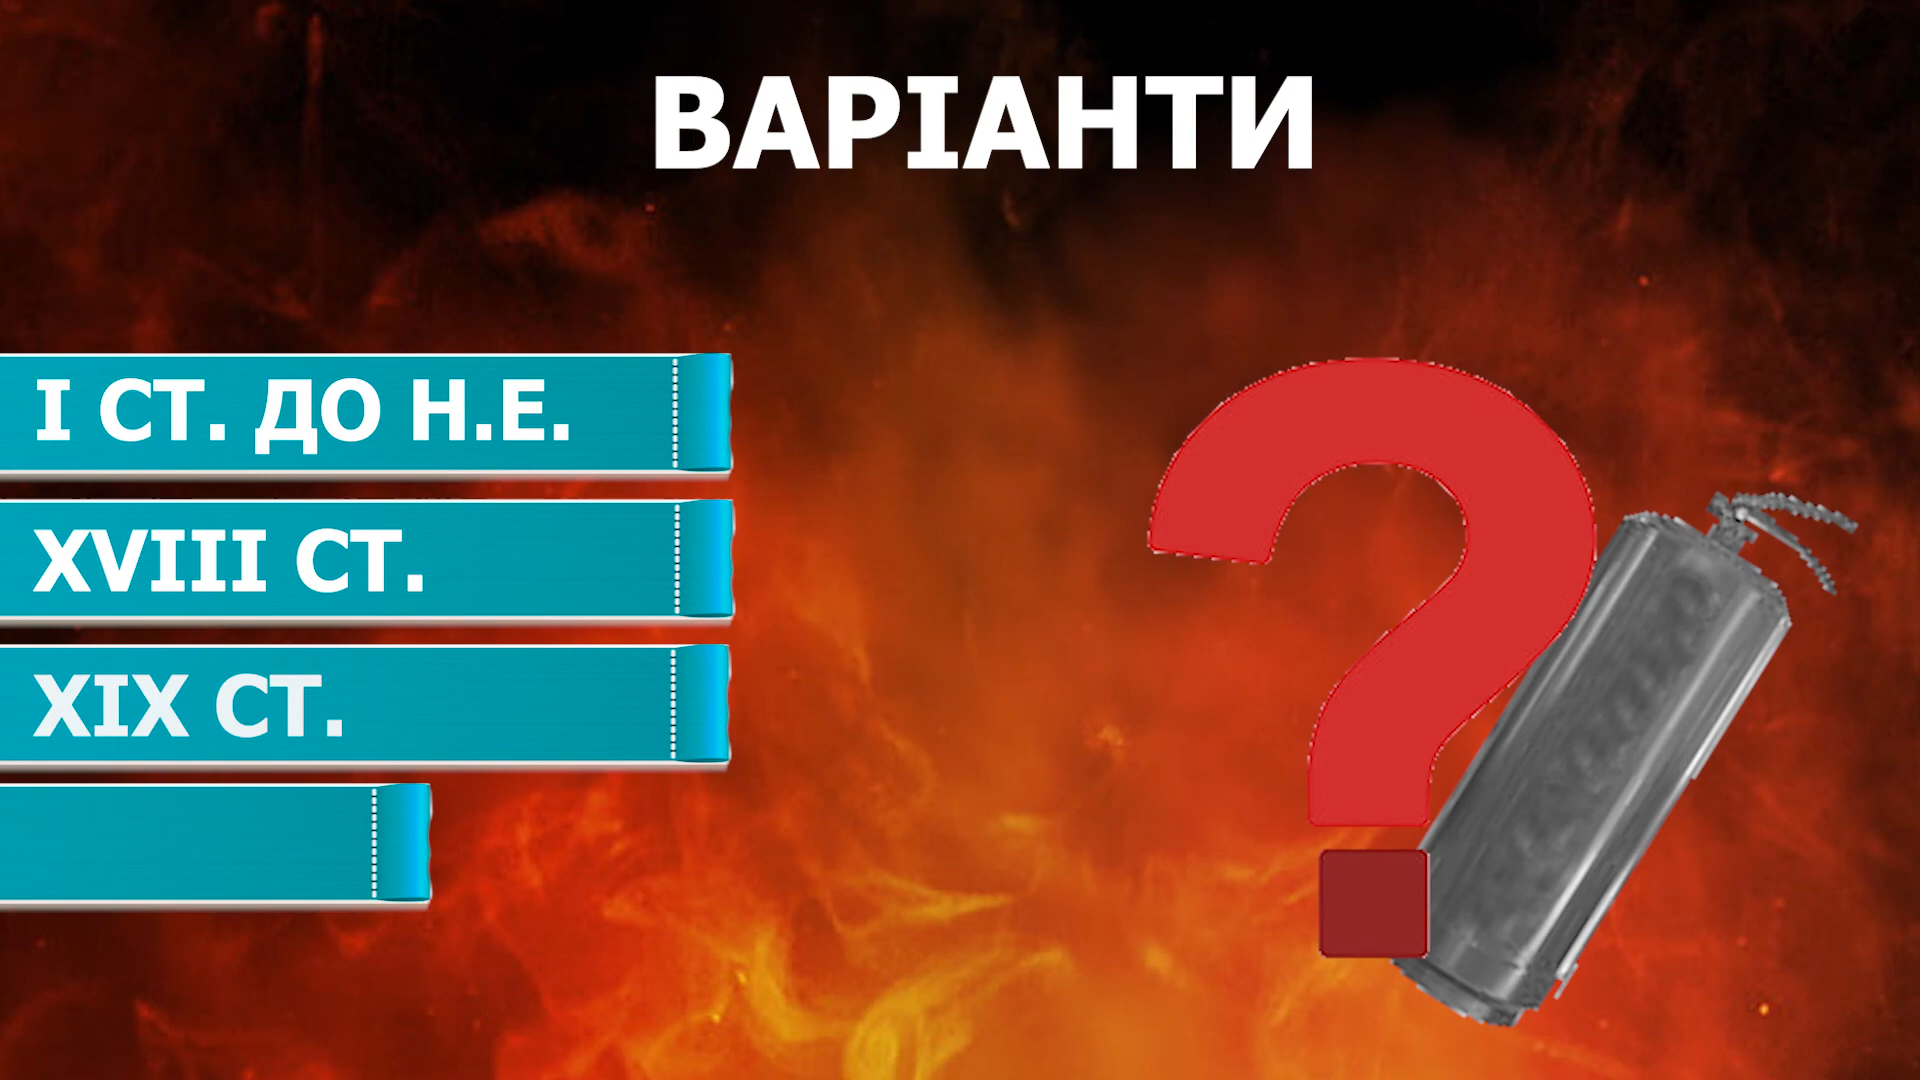 ВАРІАНТИ
І СТ. ДО Н.Е.
XVIII СТ.
XIX СТ.